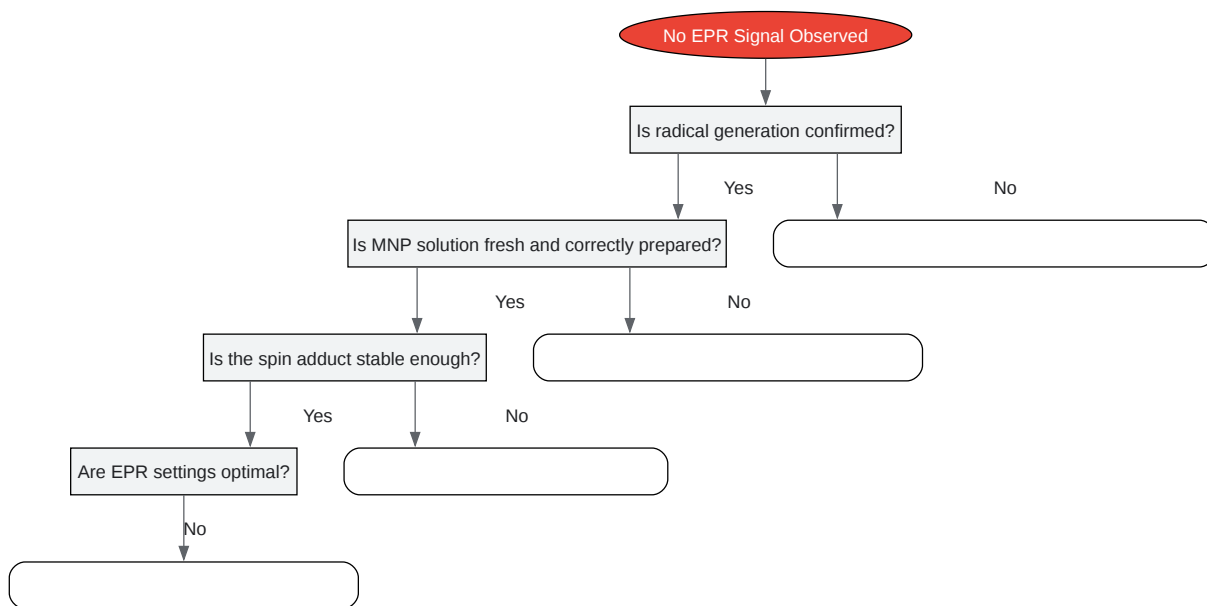 No EPR Signal Observed
Is radical generation confirmed?
Yes
No
Is MNP solution fresh and correctly prepared?
Yes
No
Is the spin adduct stable enough?
Yes
No
Are EPR settings optimal?
No